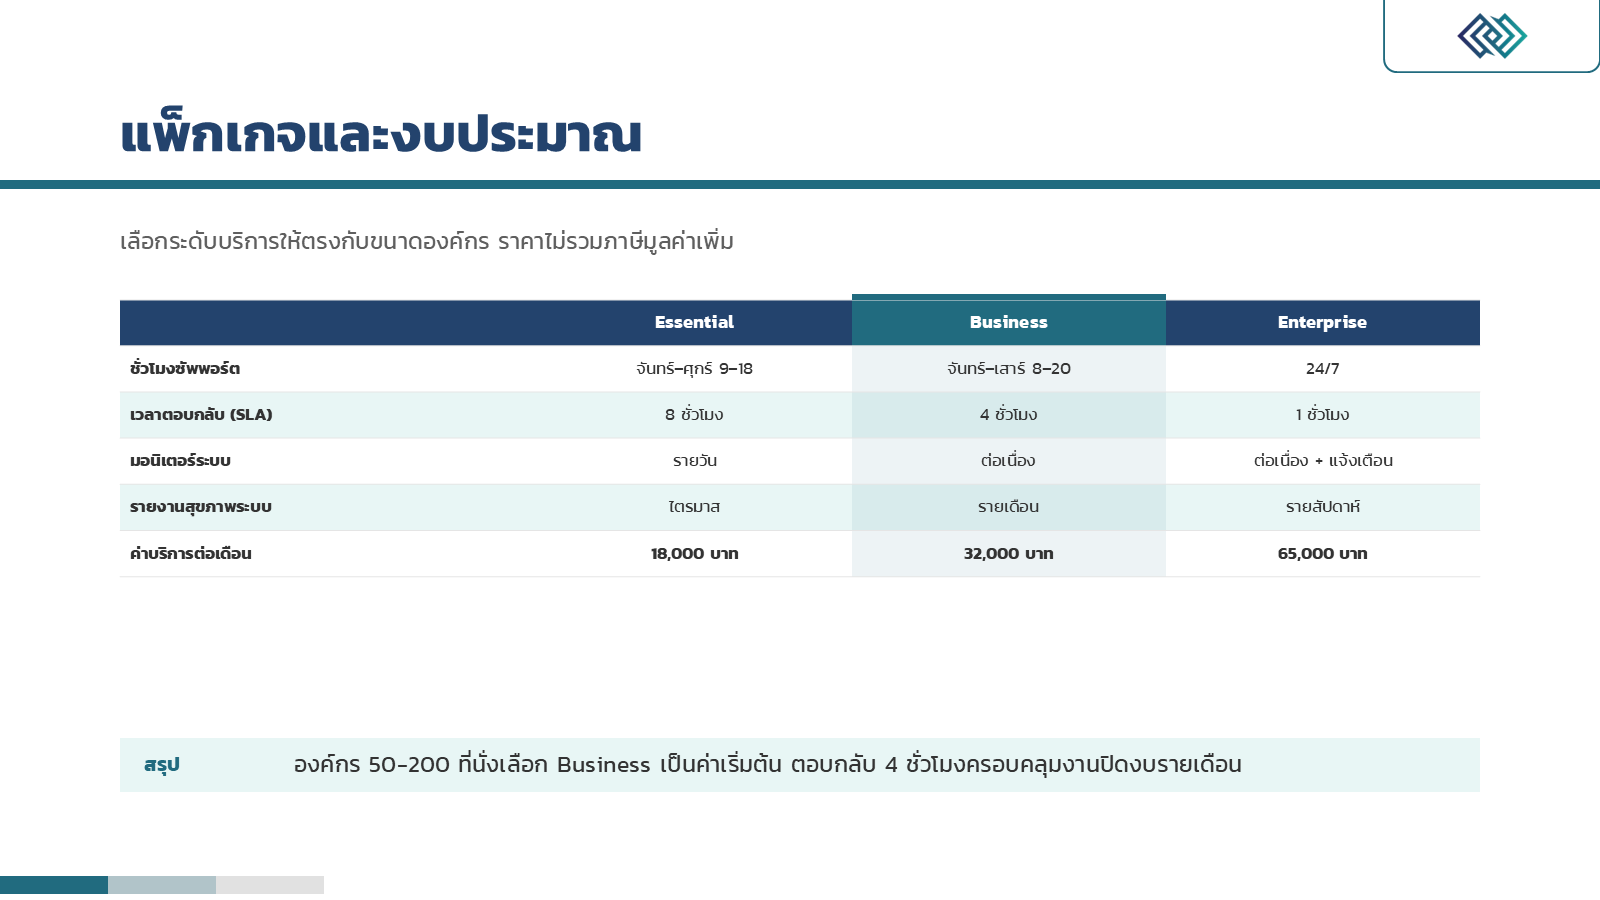 แพ็กเกจและงบประมาณ
เลือกระดับบริการให้ตรงกับขนาดองค์กร ราคาไม่รวมภาษีมูลค่าเพิ่ม
Essential Business Enterprise
ชั่วโมงซัพพอร์ต จันทร์–ศุกร์ 9–18 จันทร์–เสาร์ 8–20 24/7
เวลาตอบกลับ (SLA) 8 ชั่วโมง 4 ชั่วโมง 1 ชั่วโมง
มอนิเตอร์ระบบ รายวัน ต่อเนื่อง ต่อเนื่อง + แจ้งเตือน
รายงานสุขภาพระบบ ไตรมาส รายเดือน รายสัปดาห์
ค่าบริการต่อเดือน 18,000 บาท 32,000 บาท 65,000 บาท
สรุป องค์กร 50-200 ที่นั่งเลือก Business เป็นค่าเริ่มต้น ตอบกลับ 4 ชั่วโมงครอบคลุมงานปิดงบรายเดือน